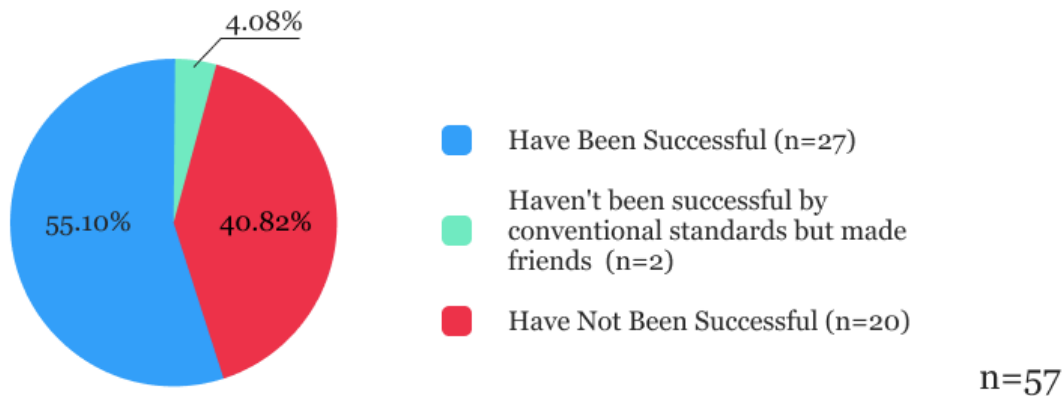 4.08%
55.10%
40.82%
Have Been Successful (n=27)
Haven't been successful by
conventional standards but made
friends (n=2)
Have Not Been Successful (n=20)
n=57